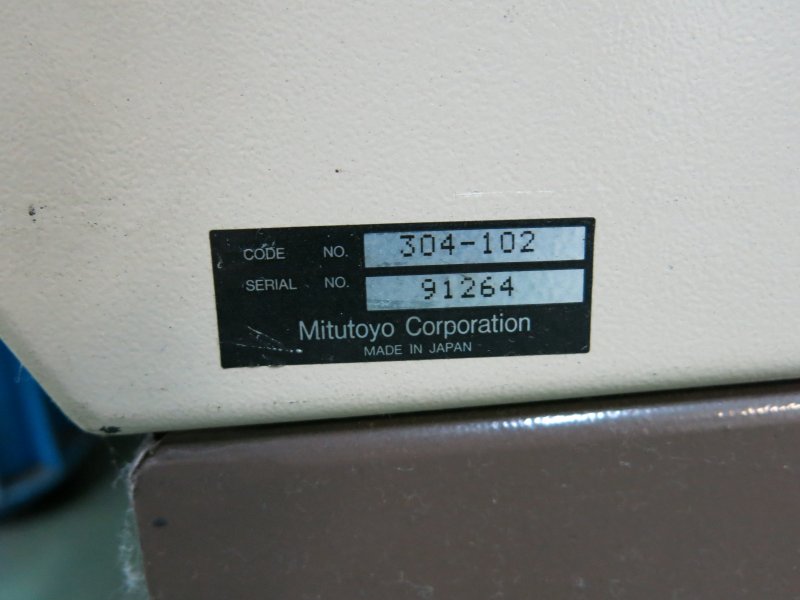 CODE NO. 304-102
SERIAL NO. 91264
Mitutoyo Corporation
MADE IN JAPAN